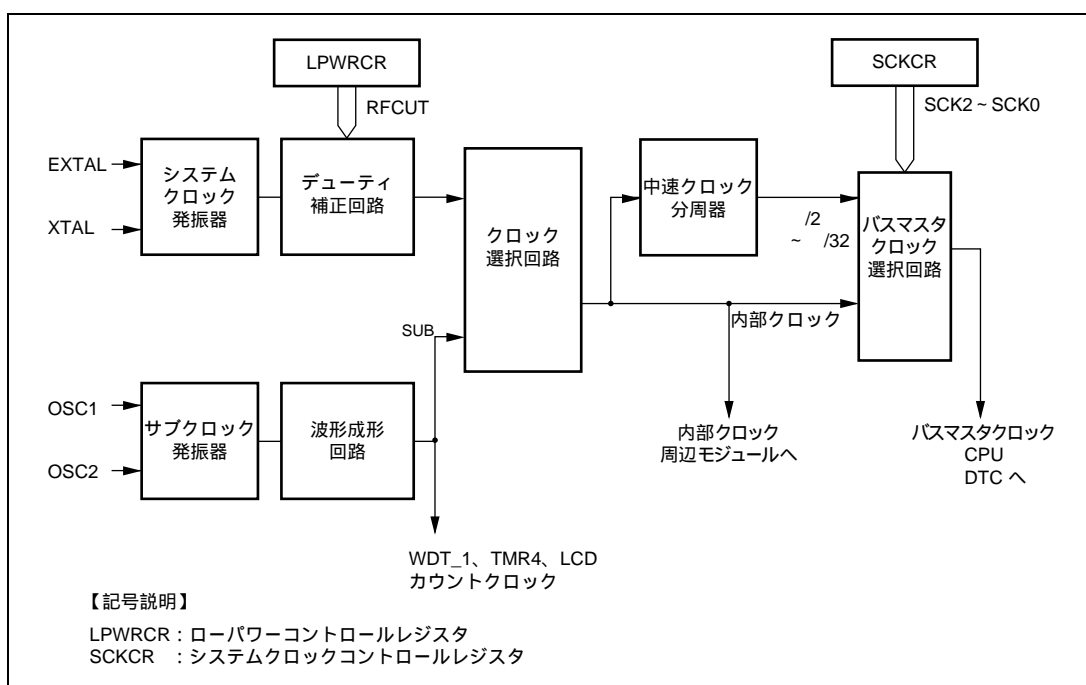 LPWRCR
SCKCR
RFCUT
SCK2 ~ SCK0
EXTAL
XTAL
システム
クロック
発振器
デューティ
補正回路
クロック
選択回路
中速クロック
分周器
/2
~ /32
バスマスタ
クロック
選択回路
内部クロック
SUB
OSC1
OSC2
サブクロック
発振器
波形成形
回路
内部クロック
周辺モジュールへ
バスマスタクロック
CPU
DTC へ
WDT_1、TMR4、LCD
カウントクロック
【記号説明】
LPWRCR:ローパワーコントロールレジスタ
SCKCR :システムクロックコントロールレジスタ